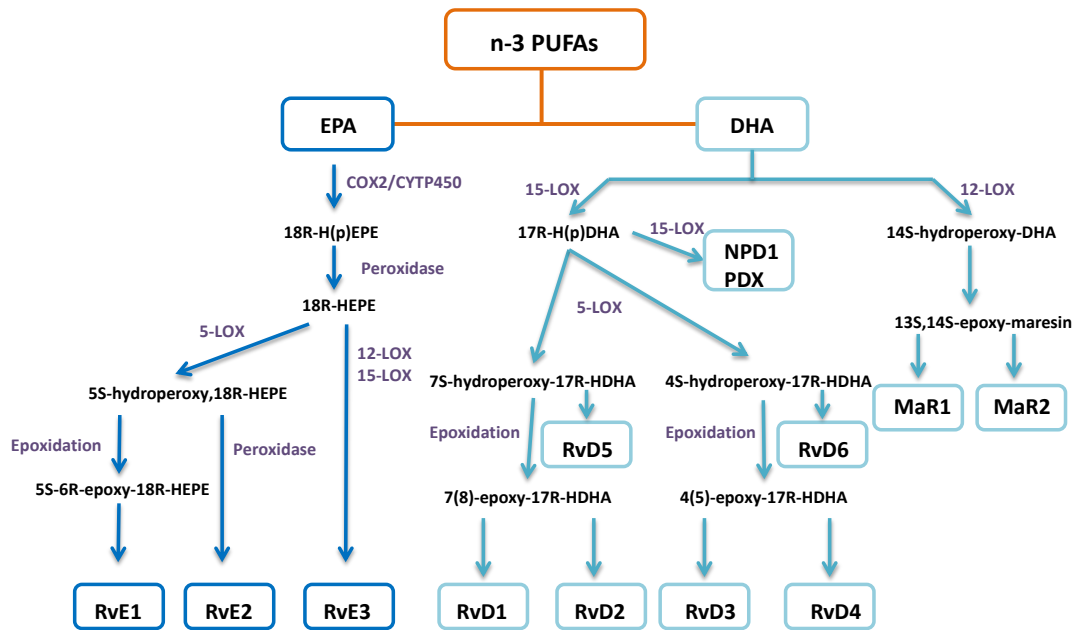 n-3 PUFAs
EPA
DHA
COX2/CYTP450
15-LOX
12-LOX
18R-H(p)EPE
17R-H(p)DHA
15-LOX
14S-hydroperoxy-DHA
NPD1
PDX
Peroxidase
18R-HEPE
5-LOX
13S,14S-epoxy-maresin
5-LOX
12-LOX
15-LOX
5S-hydroperoxy,18R-HEPE
7S-hydroperoxy-17R-HDHA
4S-hydroperoxy-17R-HDHA
MaR1
MaR2
Epoxidation
Peroxidase
Epoxidation
RvD5
Epoxidation
RvD6
5S-6R-epoxy-18R-HEPE
7(8)-epoxy-17R-HDHA
4(5)-epoxy-17R-HDHA
RvE1
RvE2
RvE3
RvD1
RvD2
RvD3
RvD4